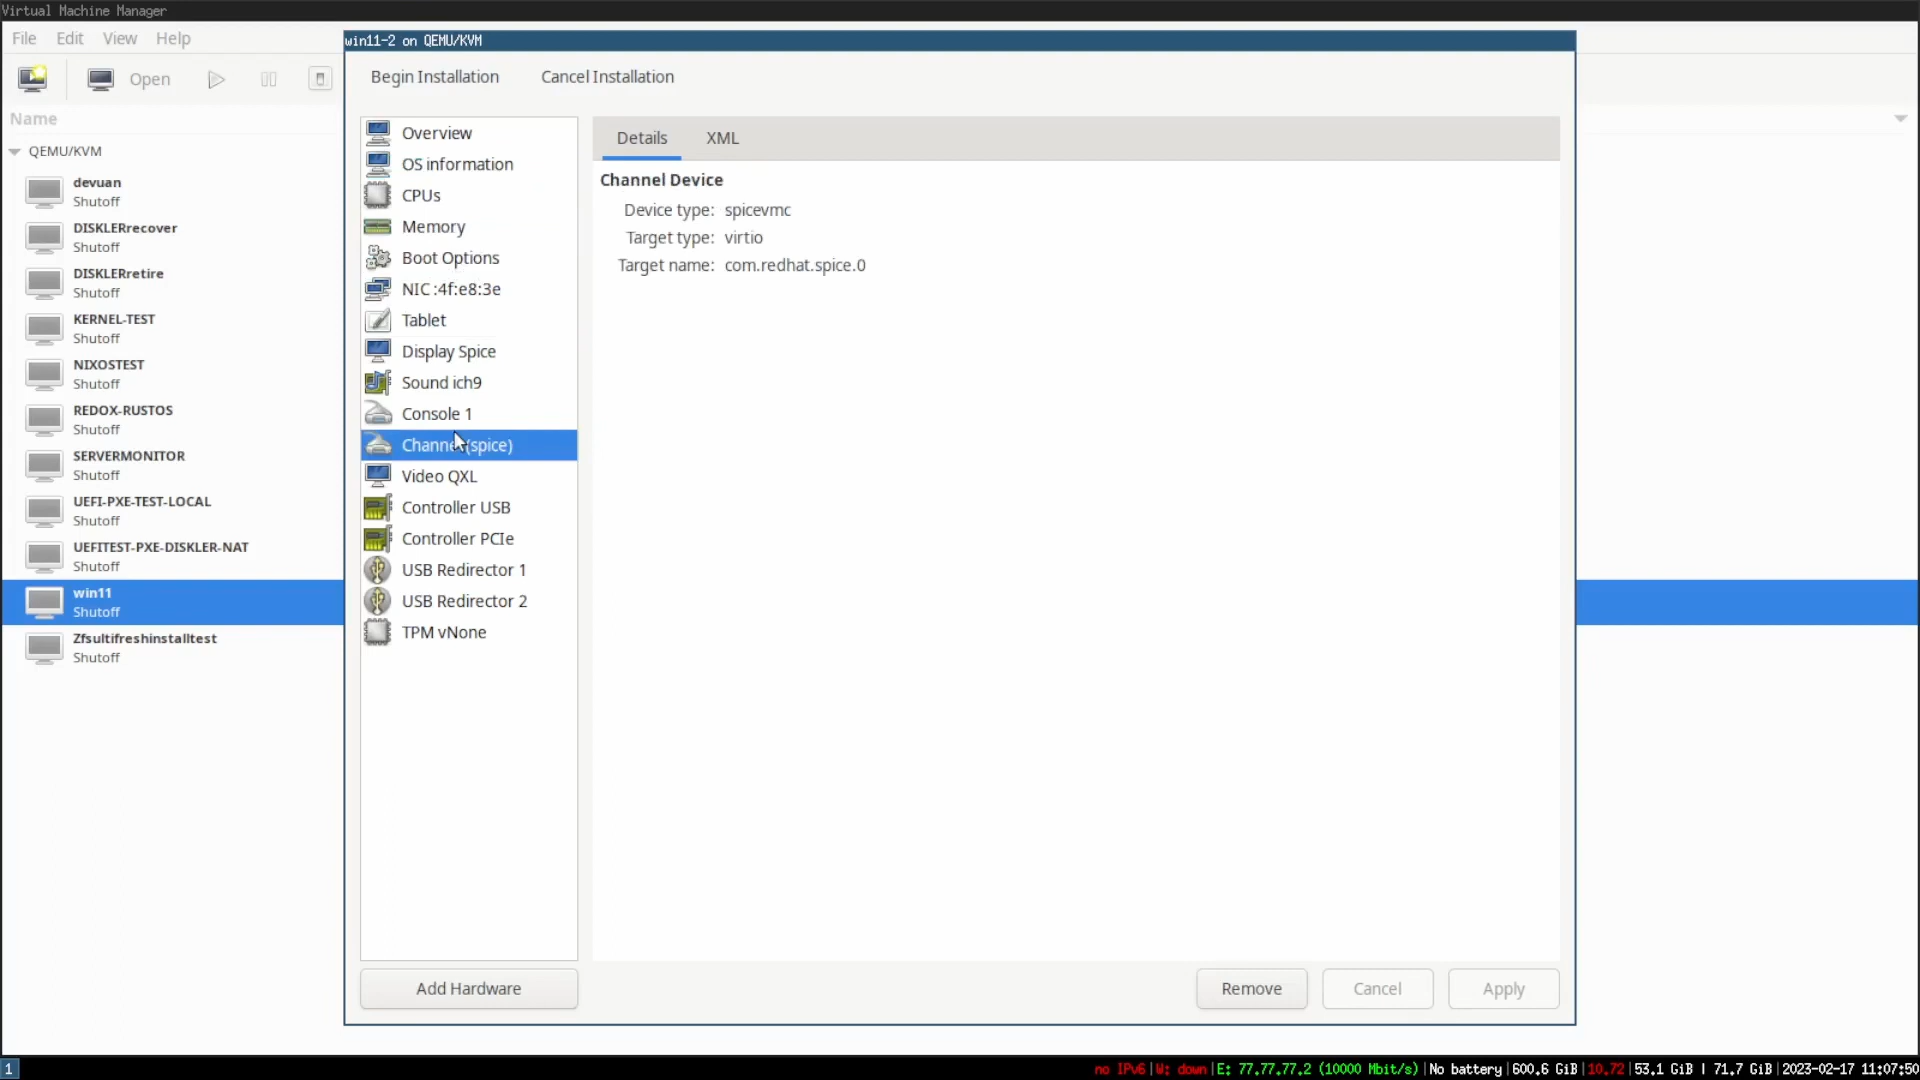 Virtual Machine Manager
File Edit View Help
Open
Name
QEMU/KVM
devuan
Shutoff
DISKLERrecover
Shutoff
DISKLERretire
Shutoff
KERNEL-TEST
Shutoff
NIXOSTEST
Shutoff
REDOX-RUSTOS
Shutoff
SERVERMONITOR
Shutoff
UEFI-PXE-TEST-LOCAL
Shutoff
UEFITEST-PXE-DISKLER-NAT
Shutoff
win11
Shutoff
Zfsultifreshinstalltest
Shutoff
win11-2 on QEMU/KVM
Begin Installation Cancel Installation
Overview
OS information
CPUs
Memory
Boot Options
NIC :4f:e8:3e
Tablet
Display Spice
Sound ich9
Console 1
Channel (spice)
Video QXL
Controller USB
Controller PCIe
USB Redirector 1
USB Redirector 2
TPM vNone
Add Hardware
Details XML
Channel Device
Device type: spicevmc
Target type: virtio
Target name: com.redhat.spice.0
Remove Cancel Apply
1 no IPv6|W: down|E: 77.77.77.2 (10000 Mbit/s)|No battery|600.6 GiB|10.72|53.1 GiB | 71.7 GiB|2023-02-17 11:07:50